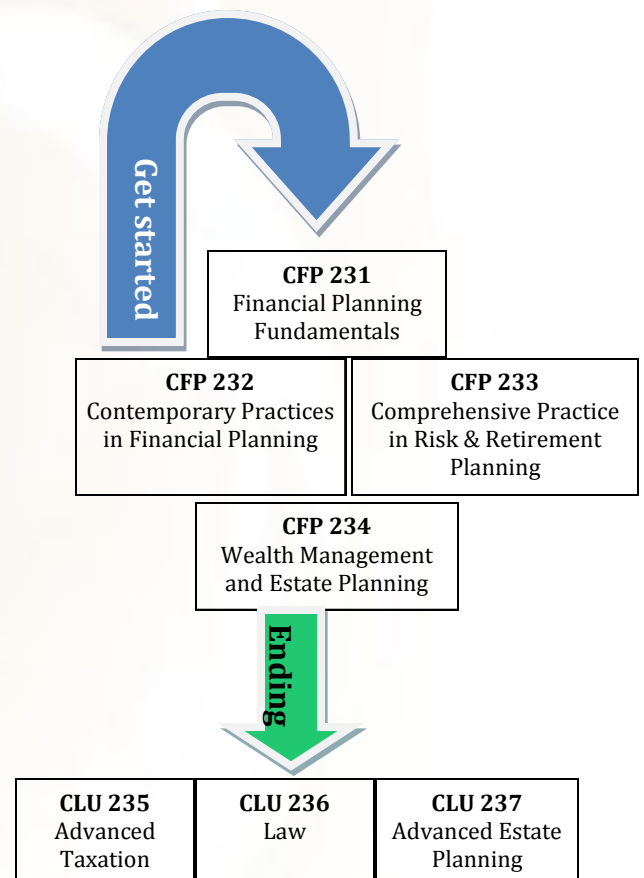 Get started
CFP 231
Financial Planning
Fundamentals
CFP 232
Contemporary Practices
in Financial Planning
CFP 233
Comprehensive Practice
in Risk & Retirement
Planning
CFP 234
Wealth Management
and Estate Planning
Ending
CLU 235
Advanced
Taxation
CLU 236
Law
CLU 237
Advanced Estate
Planning